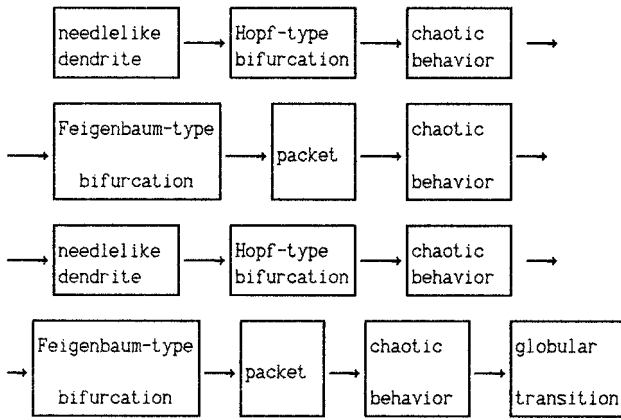 needlelike
dendrite
Hopf-type
bifurcation
chaotic
behavior
Feigenbaum-type
bifurcation
packet
chaotic
behavior
needlelike
dendrite
Hopf-type
bifurcation
chaotic
behavior
Feigenbaum-type
bifurcation
packet
chaotic
behavior
globular
transition